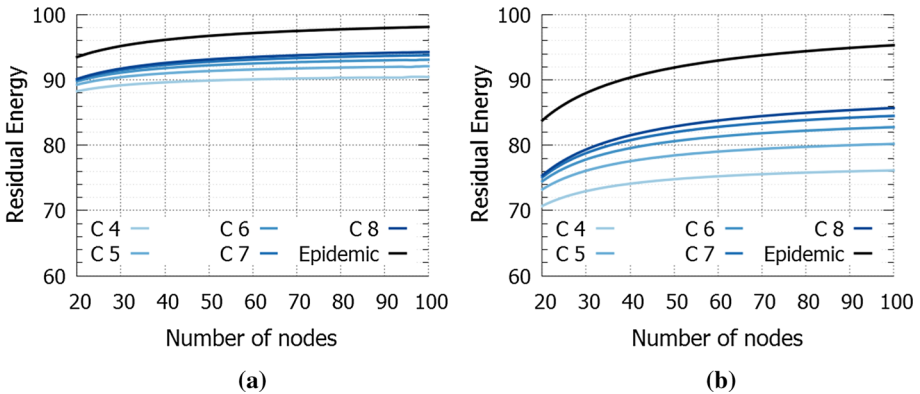 100
90
80
70
60
Residual Energy
C 4
C 6
C 8
C 5
C 7
Epidemic
20 30 40 50 60 70 80 90 100
Number of nodes
(a)
100
90
80
70
60
Residual Energy
C 4
C 6
C 8
C 5
C 7
Epidemic
20 30 40 50 60 70 80 90 100
Number of nodes
(b)